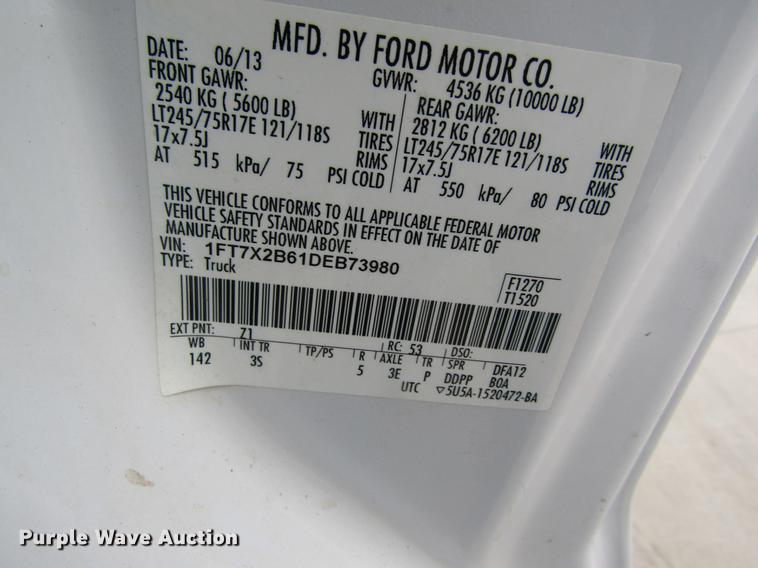 MFD. BY FORD MOTOR CO.
DATE: 06/13 GVWR: 4536 KG (10000 LB)
FRONT GAWR: REAR GAWR:
2540 KG ( 5600 LB) WITH 2812 KG ( 6200 LB) WITH
LT245/75R17E 121/118S TIRES LT245/75R17E 121/118S TIRES
17x7.5J RIMS 17x7.5J RIMS
AT 515 kPa/ 75 PSI COLD AT 550 kPa/ 80 PSI COLD
THIS VEHICLE CONFORMS TO ALL APPLICABLE FEDERAL MOTOR
VEHICLE SAFETY STANDARDS IN EFFECT ON THE DATE OF
MANUFACTURE SHOWN ABOVE.
VIN: 1FT7X2B61DEB73980
TYPE: Truck
F1270
T1520
EXT PNT: Z1 RC: 53 DSO:
WB INT TR TP/PS R AXLE TR SPR DFA12
142 3S 5 3E P DDPP BOA
UTC ▽5U5A-1520472-BA
Purple Wave Auction